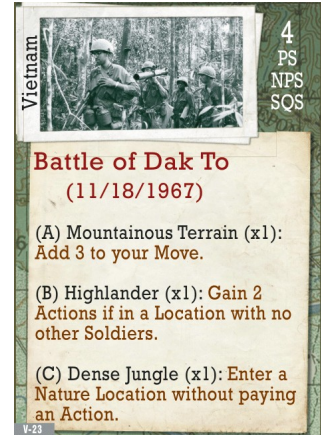 Vietnam
4
PS
NPS
SQS
Battle of Dak To
(11/18/1967)
(A) Mountainous Terrain (x1):
Add 3 to your Move.
(B) Highlander (x1): Gain 2
Actions if in a Location with no
other Soldiers.
(C) Dense Jungle (x1): Enter a
Nature Location without paying
an Action.
V-23